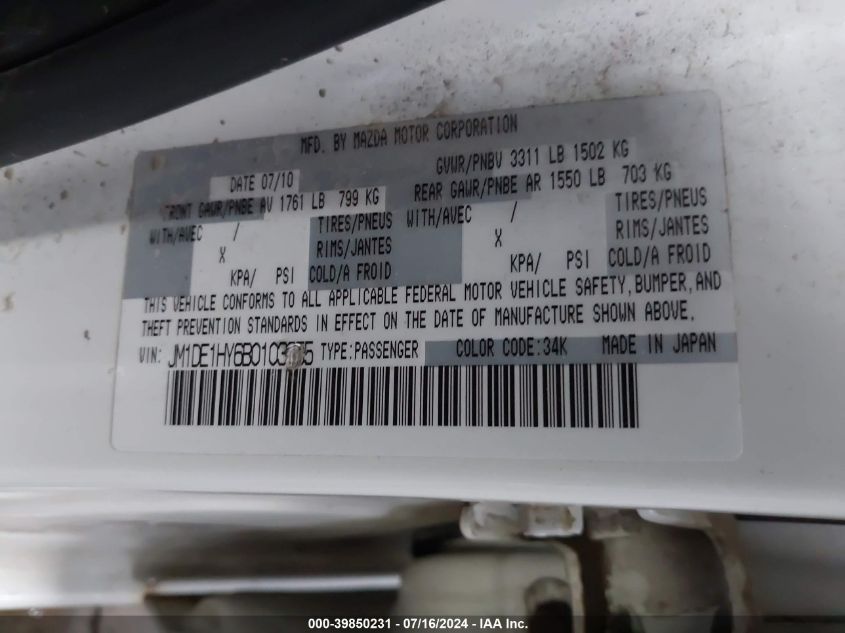 MFD. BY MAZDA MOTOR CORPORATION
DATE 07/10 GVWR/PNBV 3311 LB 1502 KG
FRONT GAWR/PNBE AV 1761 LB 799 KG REAR GAWR/PNBE AR 1550 LB 703 KG
WITH/AVEC / TIRES/PNEUS WITH/AVEC / TIRES/PNEUS
X RIMS/JANTES X RIMS/JANTES
KPA/ PSI COLD/A FROID KPA/ PSI COLD/A FROID
THIS VEHICLE CONFORMS TO ALL APPLICABLE FEDERAL MOTOR VEHICLE SAFETY, BUMPER, AND
THEFT PREVENTION STANDARDS IN EFFECT ON THE DATE OF MANUFACTURE SHOWN ABOVE.
VIN: TYPE:PASSENGER COLOR CODE:34K MADE IN JAPAN
000-39850231 - 07/16/2024 - IAA Inc.